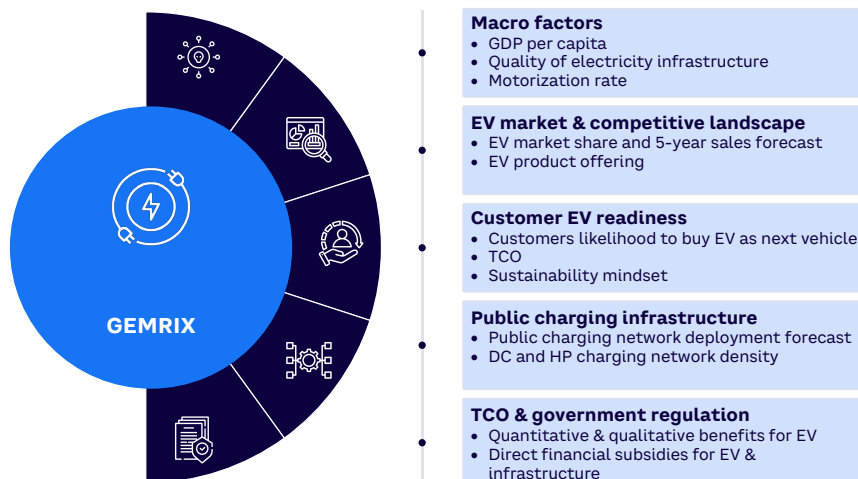 GEMRIX
Macro factors
• GDP per capita
• Quality of electricity infrastructure
• Motorization rate
EV market & competitive landscape
• EV market share and 5-year sales forecast
• EV product offering
Customer EV readiness
• Customers likelihood to buy EV as next vehicle
• TCO
• Sustainability mindset
Public charging infrastructure
• Public charging network deployment forecast
• DC and HP charging network density
TCO & government regulation
• Quantitative & qualitative benefits for EV
• Direct financial subsidies for EV &
infrastructure